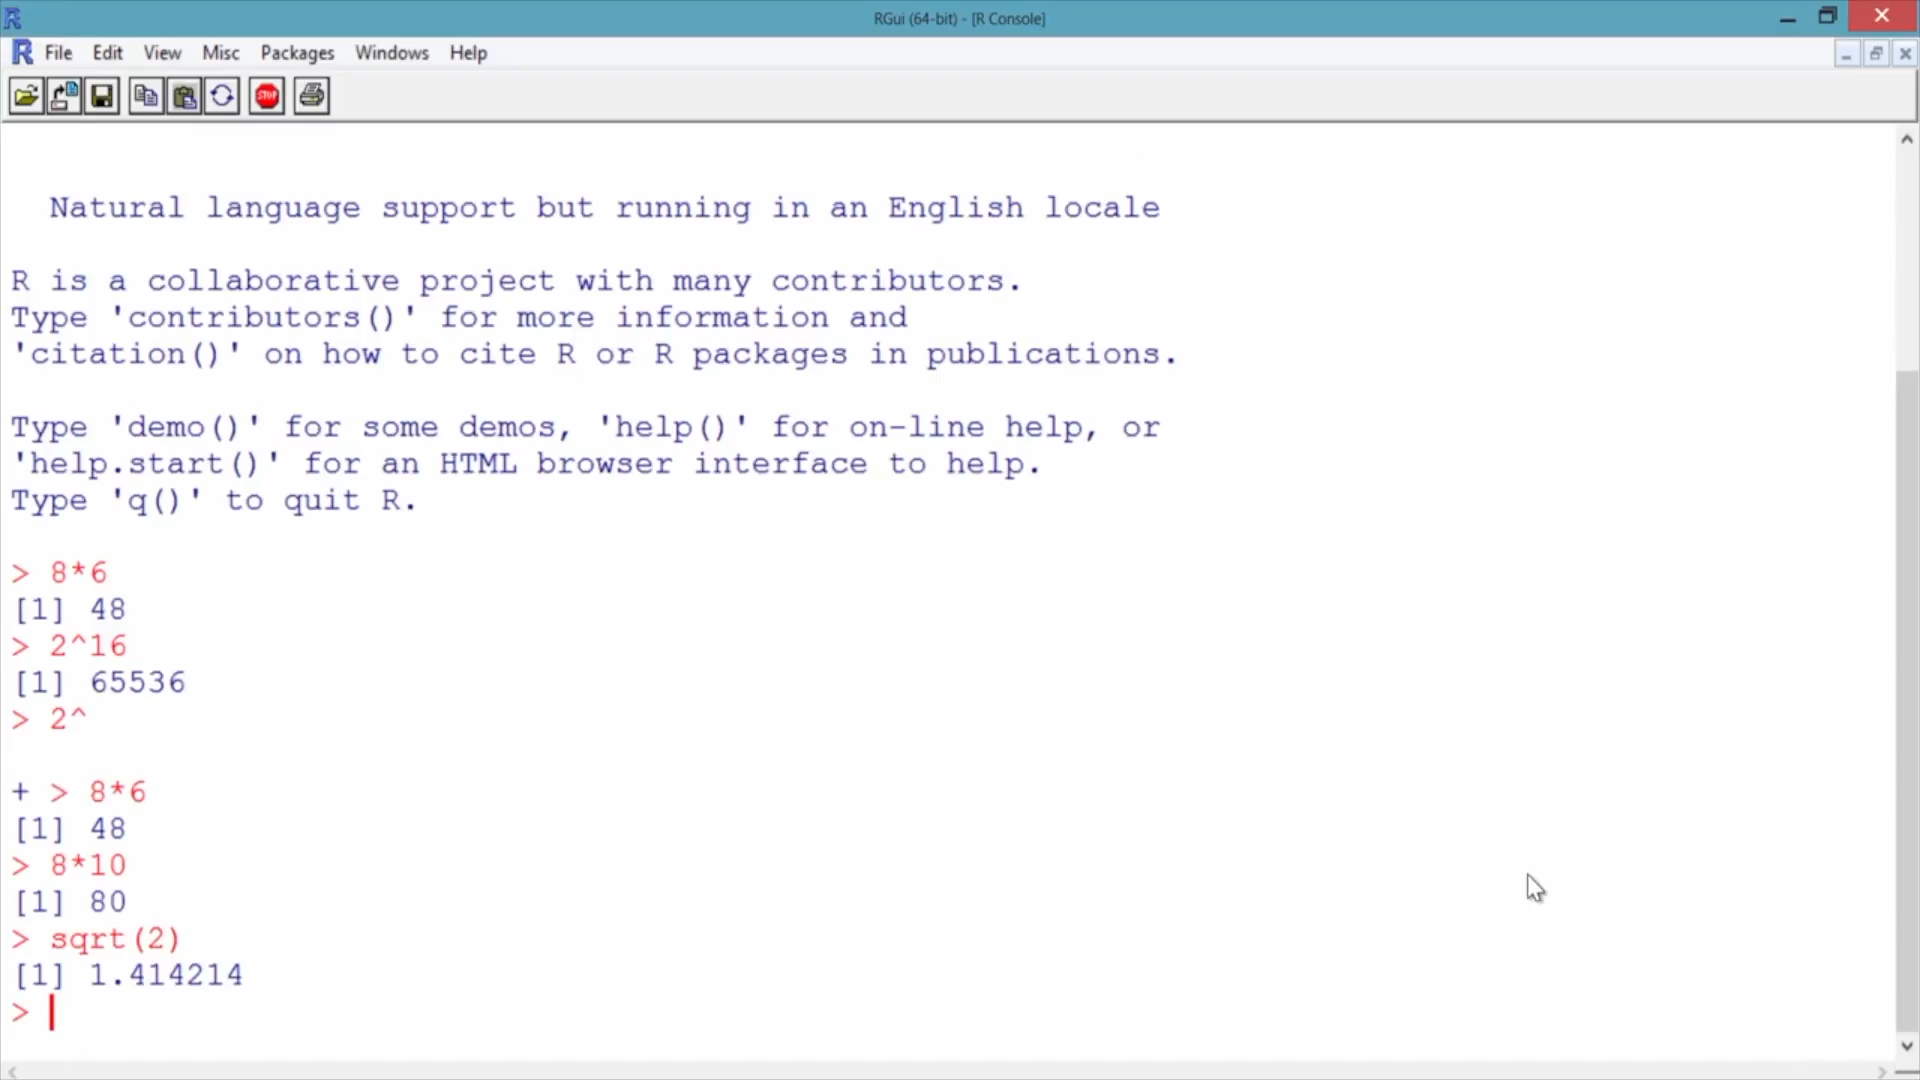 RGui (64-bit) - [R Console]
File Edit View Misc Packages Windows Help
STOP
Natural language support but running in an English locale
R is a collaborative project with many contributors.
Type 'contributors()' for more information and
'citation()' on how to cite R or R packages in publications.
Type 'demo()' for some demos, 'help()' for on-line help, or
'help.start()' for an HTML browser interface to help.
Type 'q()' to quit R.
> 8*6
[1] 48
> 2^16
[1] 65536
> 2^
+ > 8*6
[1] 48
> 8*10
[1] 80
> sqrt(2)
[1] 1.414214
>